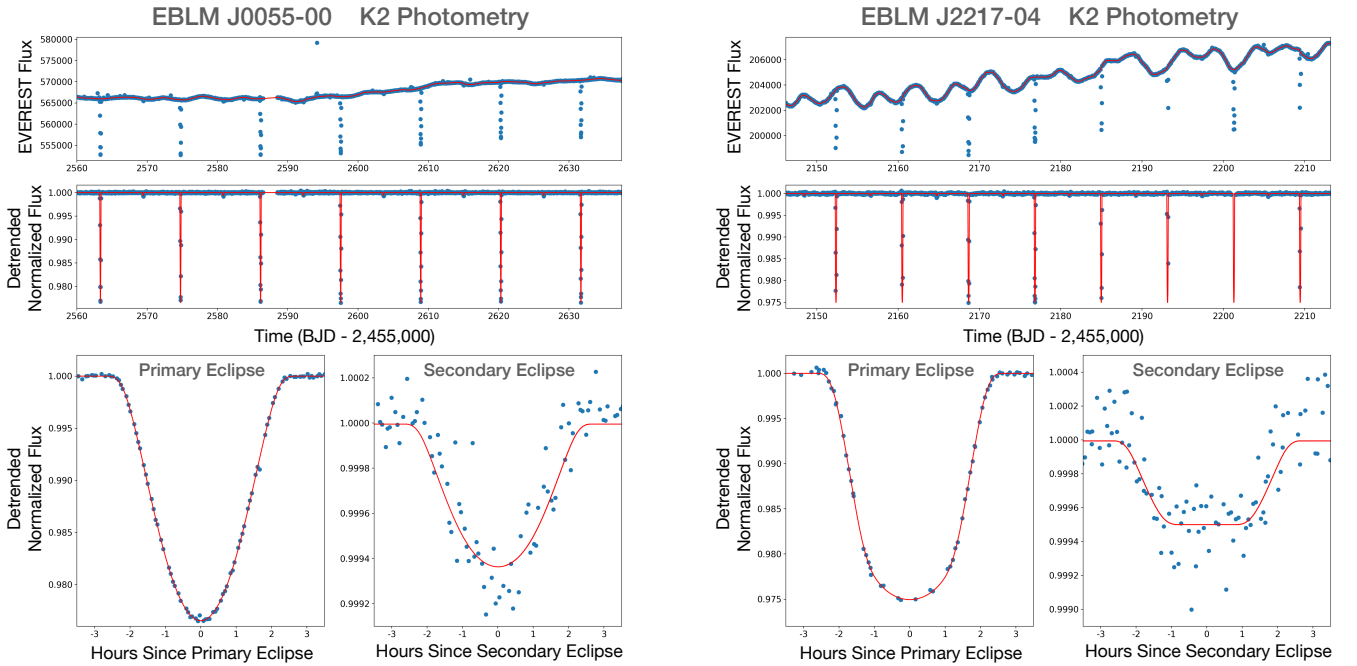 EBLM J0055-00 K2 Photometry
EVEREST Flux
580000
575000
570000
565000
560000
555000
2560 2570 2580 2590 2600 2610 2620 2630
Detrended
Normalized Flux
1.000
0.995
0.990
0.985
0.980
2560 2570 2580 2590 2600 2610 2620 2630
Time (BJD - 2,455,000)
Primary Eclipse
Detrended
Normalized Flux
1.000
0.995
0.990
0.985
0.980
-3 -2 -1 0 1 2 3
Hours Since Primary Eclipse
Secondary Eclipse
1.0002
1.0000
0.9998
0.9996
0.9994
0.9992
-3 -2 -1 0 1 2 3
Hours Since Secondary Eclipse
EBLM J2217-04 K2 Photometry
EVEREST Flux
206000
204000
202000
200000
2150 2160 2170 2180 2190 2200 2210
Detrended
Normalized Flux
1.000
0.995
0.990
0.985
0.980
0.975
2150 2160 2170 2180 2190 2200 2210
Time (BJD - 2,455,000)
Primary Eclipse
Detrended
Normalized Flux
1.000
0.995
0.990
0.985
0.980
0.975
-3 -2 -1 0 1 2 3
Hours Since Primary Eclipse
Secondary Eclipse
1.0004
1.0002
1.0000
0.9998
0.9996
0.9994
0.9992
0.9990
-3 -2 -1 0 1 2 3
Hours Since Secondary Eclipse